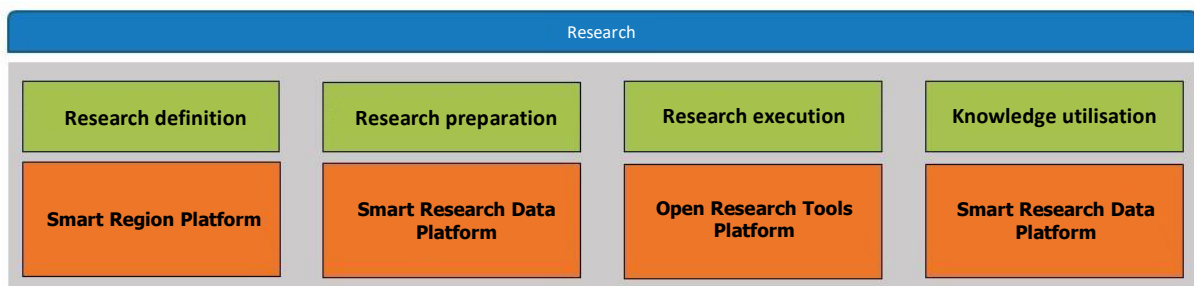 Research
Research definition
Research preparation
Research execution
Knowledge utilisation
Smart Region Platform
Smart Research Data
Platform
Open Research Tools
Platform
Smart Research Data
Platform